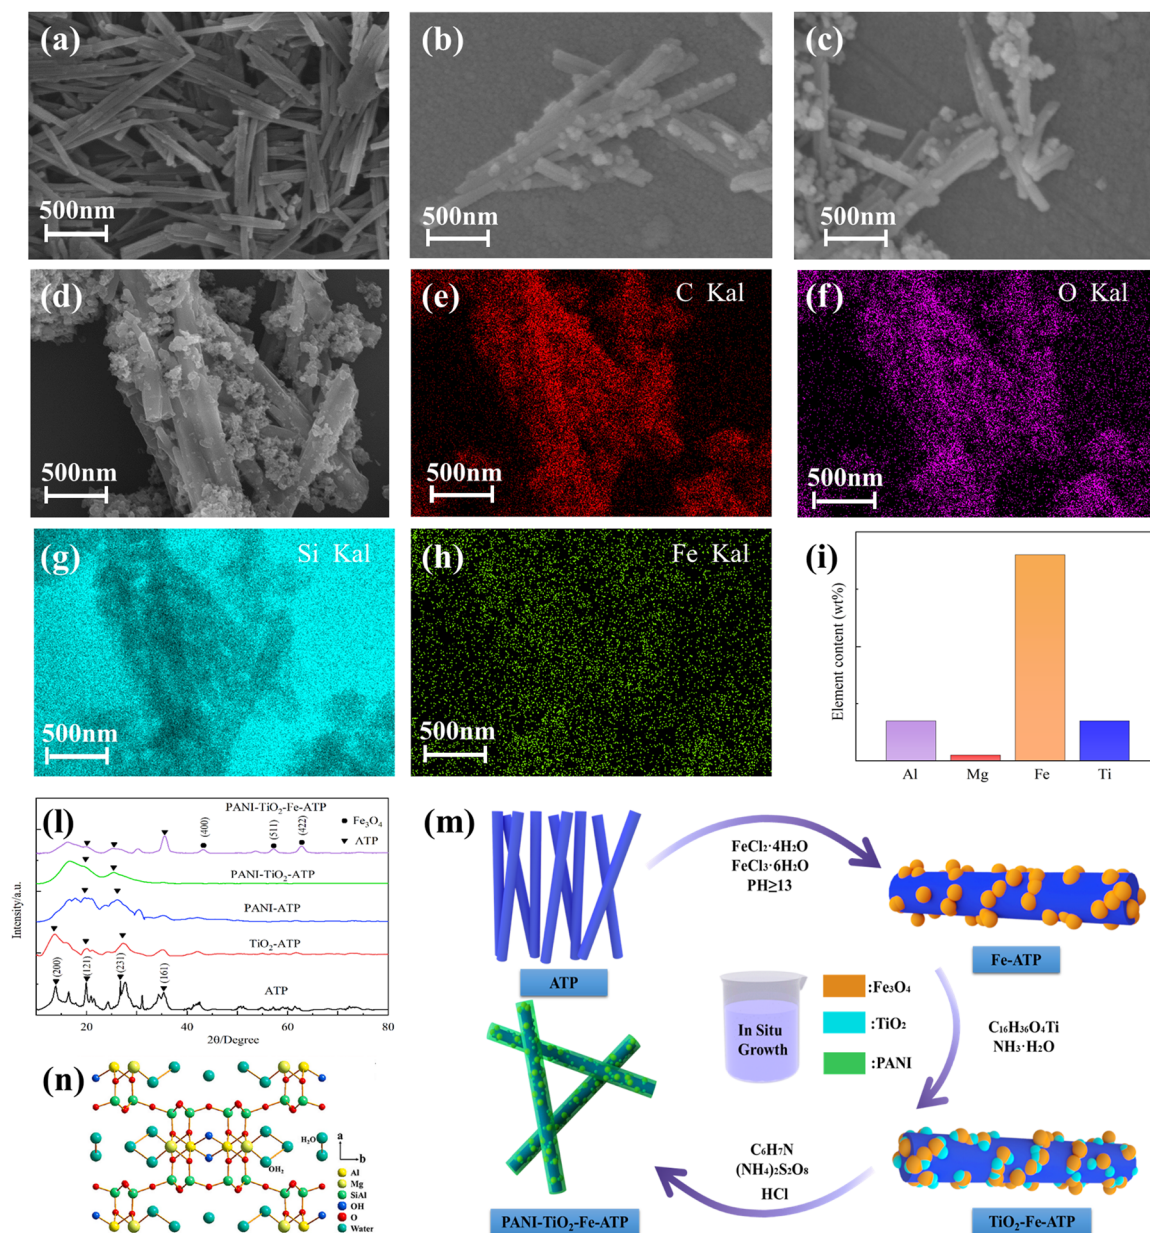 (a)
500nm
(b)
500nm
(c)
500nm
(d)
500nm
(e)
C Kal
500nm
(f)
O Kal
500nm
(g)
Si Kal
500nm
(h)
Fe Kal
500nm
(i)
Element content (wt%)
Al Mg Fe Ti
(l)
PANI-TiO₂-Fe-ATP
Fe₃O₄
ATP
(400)
(511)
(422)
PANI-TiO₂-ATP
PANI-ATP
TiO₂-ATP
(200)
(121)
(231)
(161)
ATP
Intensity/a.u.
20 40 60 80
2θ/Degree
(m)
ATP
FeCl₂·4H₂O
FeCl₃·6H₂O
PH≥13
Fe-ATP
In Situ
Growth
:Fe₃O₄
:TiO₂
:PANI
C₁₆H₃₆O₄Ti
NH₃·H₂O
TiO₂-Fe-ATP
C₆H₇N
(NH₄)₂S₂O₈
HCl
PANI-TiO₂-Fe-ATP
(n)
H₂O
OH₂
a
b
Al
Mg
SiAl
OH
O
Water